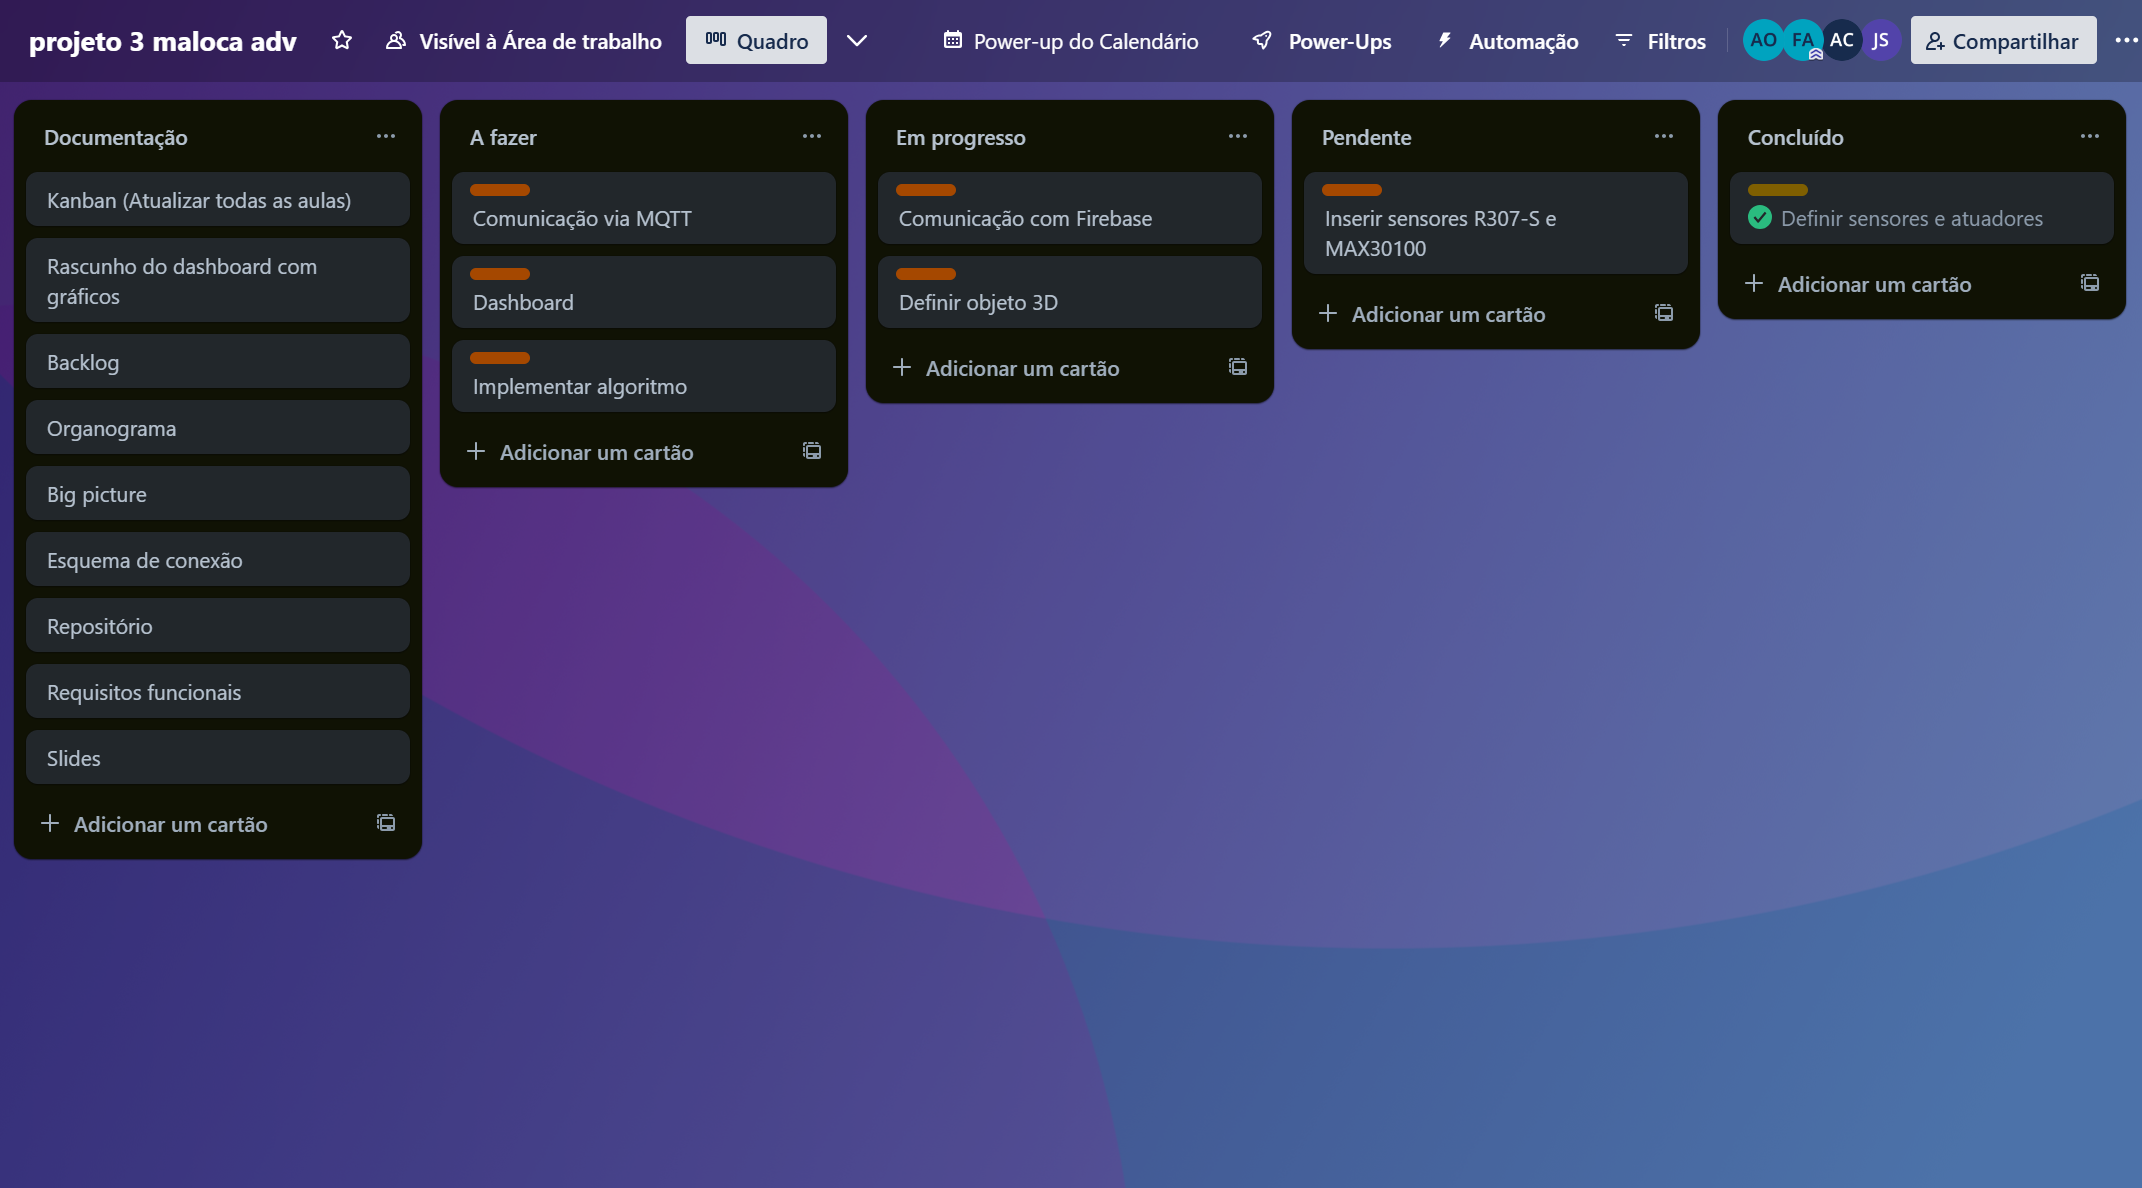 projeto 3 maloca adv
Visível à Área de trabalho
Quadro
Power-up do Calendário
Power-Ups
Automação
Filtros
AO
FA
AC
JS
Compartilhar
Documentação
Kanban (Atualizar todas as aulas)
Rascunho do dashboard com
gráficos
Backlog
Organograma
Big picture
Esquema de conexão
Repositório
Requisitos funcionais
Slides
Adicionar um cartão
A fazer
Comunicação via MQTT
Dashboard
Implementar algoritmo
Adicionar um cartão
Em progresso
Comunicação com Firebase
Definir objeto 3D
Adicionar um cartão
Pendente
Inserir sensores R307-S e
MAX30100
Adicionar um cartão
Concluído
Definir sensores e atuadores
Adicionar um cartão